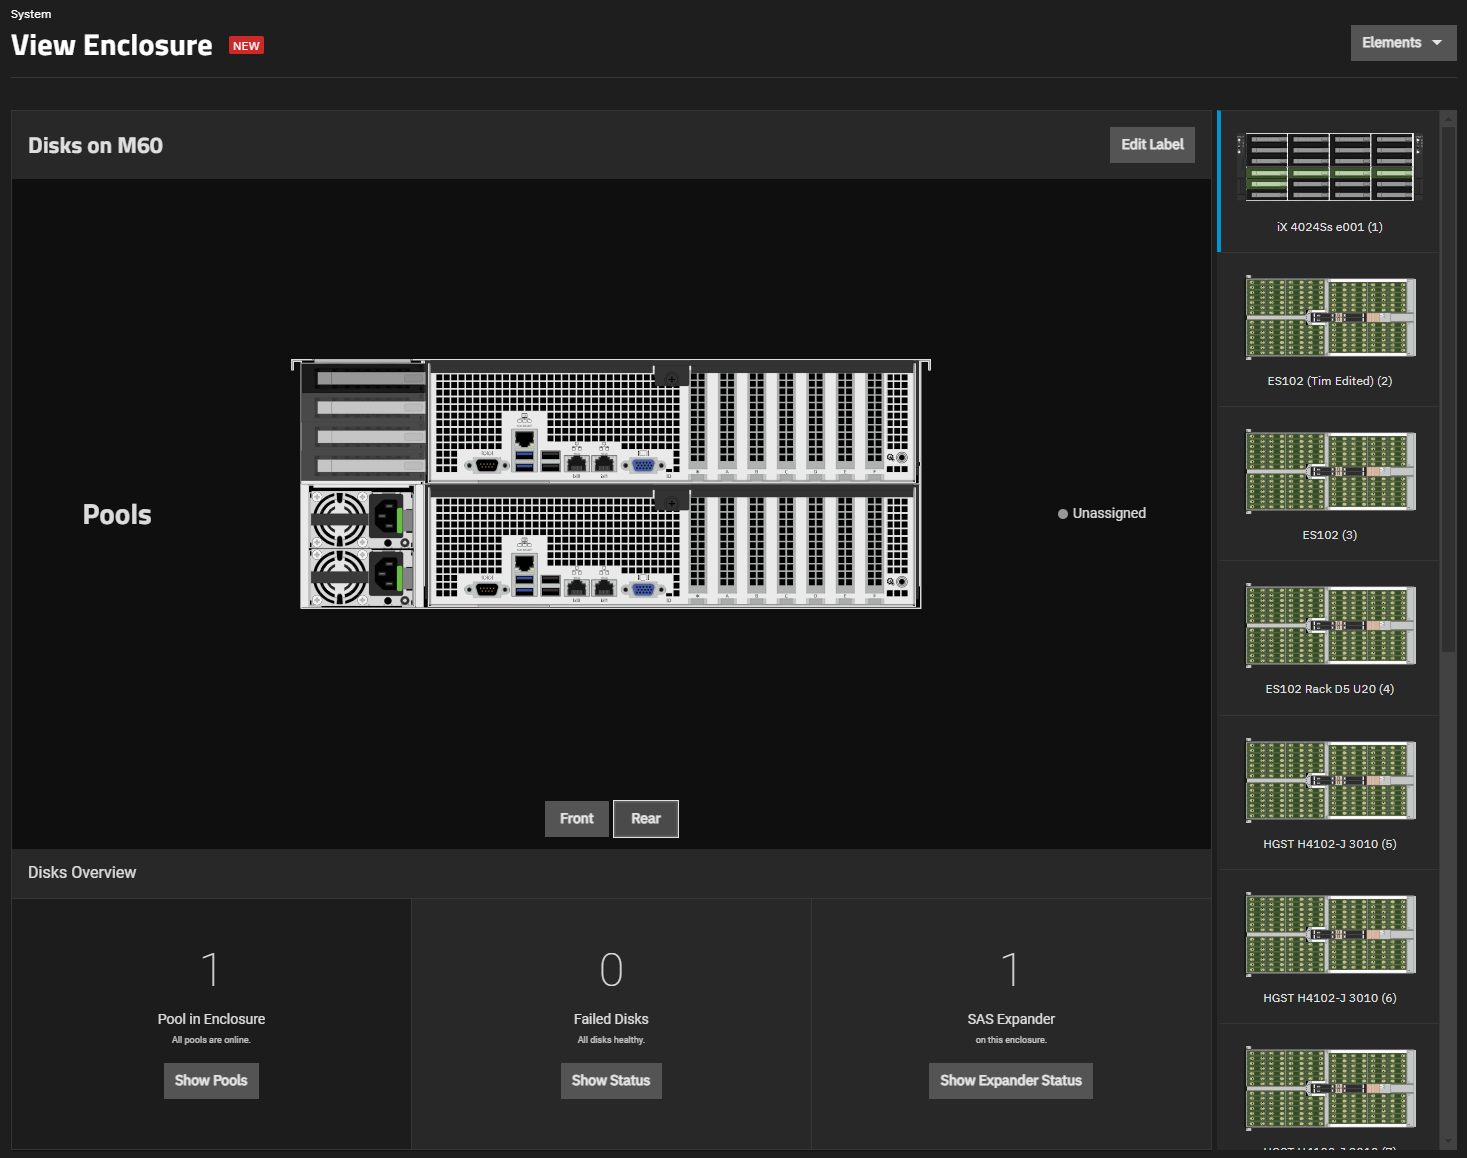 System
View Enclosure NEW
Elements
Disks on M60
Edit Label
Pools
Unassigned
Front
Rear
Disks Overview
1
Pool in Enclosure
All pools are online.
Show Pools
0
Failed Disks
All disks healthy.
Show Status
1
SAS Expander
on this enclosure.
Show Expander Status
iX 4024Ss e001 (1)
ES102 (Tim Edited) (2)
ES102 (3)
ES102 Rack D5 U20 (4)
HGST H4102-J 3010 (5)
HGST H4102-J 3010 (6)